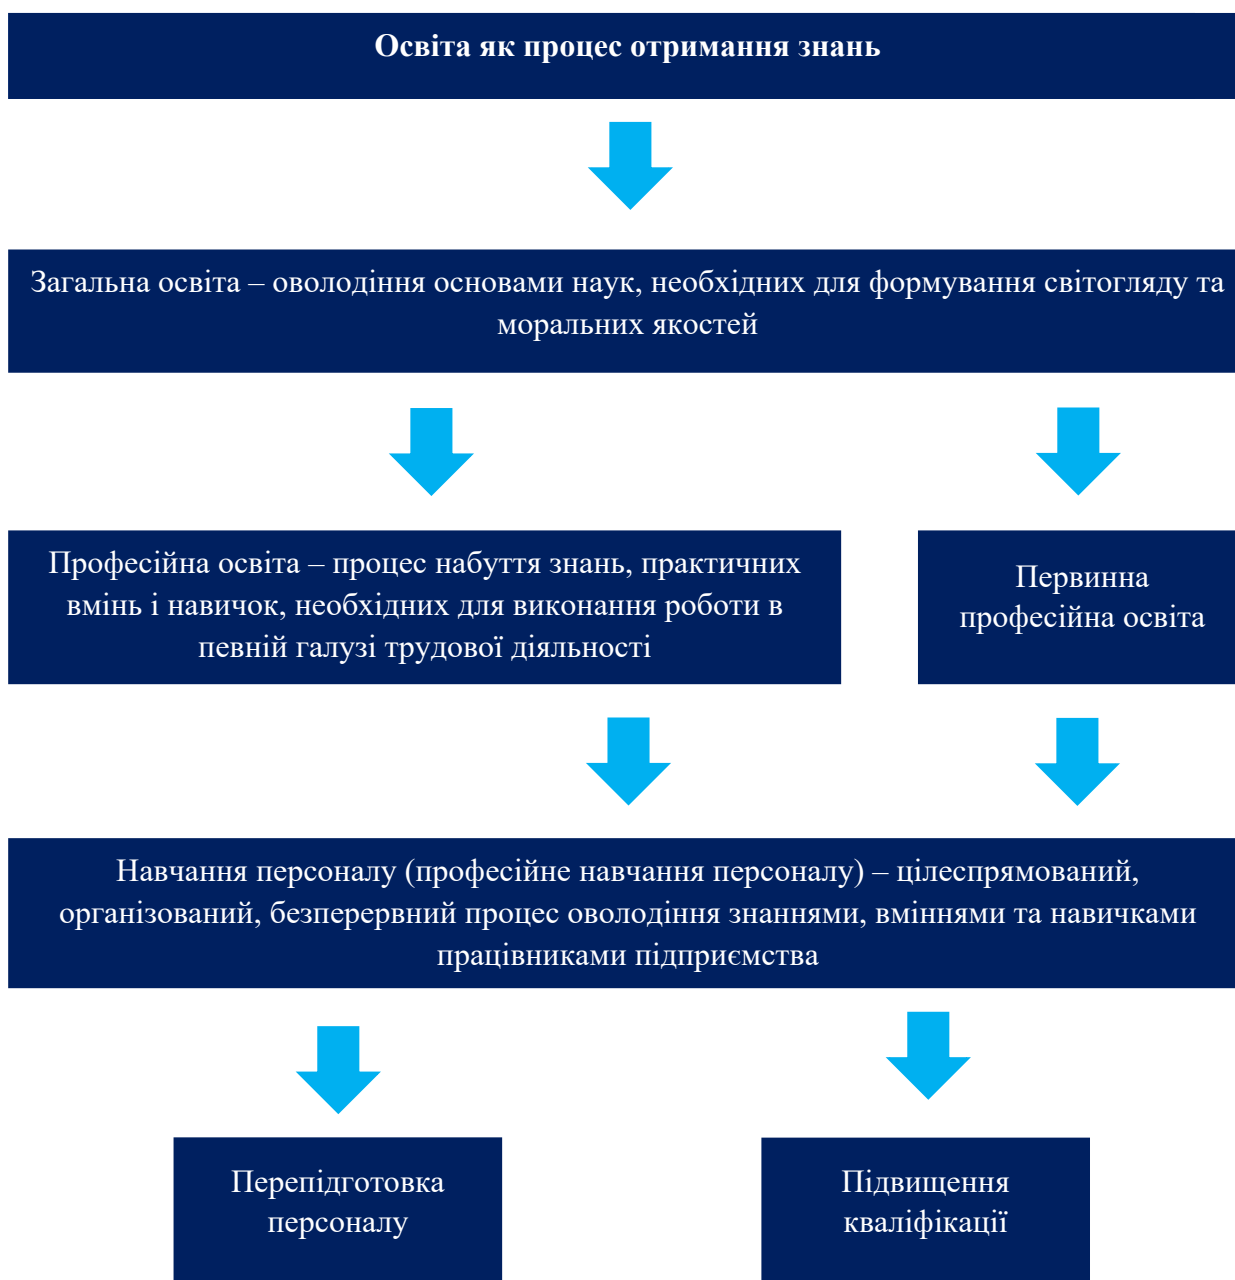 Освіта як процес отримання знань
Загальна освіта – оволодіння основами наук, необхідних для формування світогляду та
моральних якостей
Професійна освіта – процес набуття знань, практичних
вмінь і навичок, необхідних для виконання роботи в
певній галузі трудової діяльності
Первинна
професійна освіта
Навчання персоналу (професійне навчання персоналу) – цілеспрямований,
організований, безперервний процес оволодіння знаннями, вміннями та навичками
працівниками підприємства
Перепідготовка
персоналу
Підвищення
кваліфікації